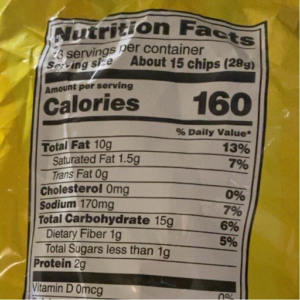 Nutrition Facts
servings per container
Serving size About 15 chips (28g)
Amount per serving
Calories 160
% Daily Value*
Total Fat 10g 13%
Saturated Fat 1.5g 7%
Trans Fat 0g
Cholesterol 0mg 0%
Sodium 170mg 7%
Total Carbohydrate 15g 6%
Dietary Fiber 1g 5%
Total Sugars less than 1g
Protein 2g
Vitamin D 0mcg 0%